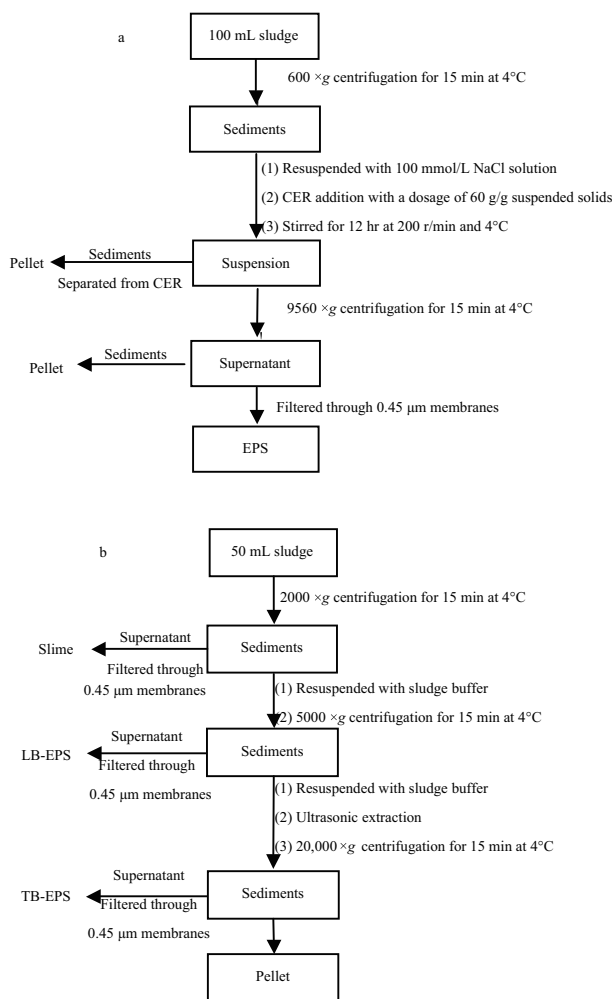 a
100 mL sludge
600 ×g centrifugation for 15 min at 4°C
Sediments
(1) Resuspended with 100 mmol/L NaCl solution
(2) CER addition with a dosage of 60 g/g suspended solids
(3) Stirred for 12 hr at 200 r/min and 4°C
Sediments
Pellet
Suspension
Separated from CER
9560 ×g centrifugation for 15 min at 4°C
Sediments
Supernatant
Pellet
Filtered through 0.45 μm membranes
EPS
b
50 mL sludge
2000 ×g centrifugation for 15 min at 4°C
Supernatant
Slime
Sediments
Filtered through
0.45 μm membranes
(1) Resuspended with sludge buffer
(2) 5000 ×g centrifugation for 15 min at 4°C
Supernatant
LB-EPS
Sediments
Filtered through
0.45 μm membranes
(1) Resuspended with sludge buffer
(2) Ultrasonic extraction
(3) 20,000 ×g centrifugation for 15 min at 4°C
Supernatant
TB-EPS
Sediments
Filtered through
0.45 μm membranes
Pellet